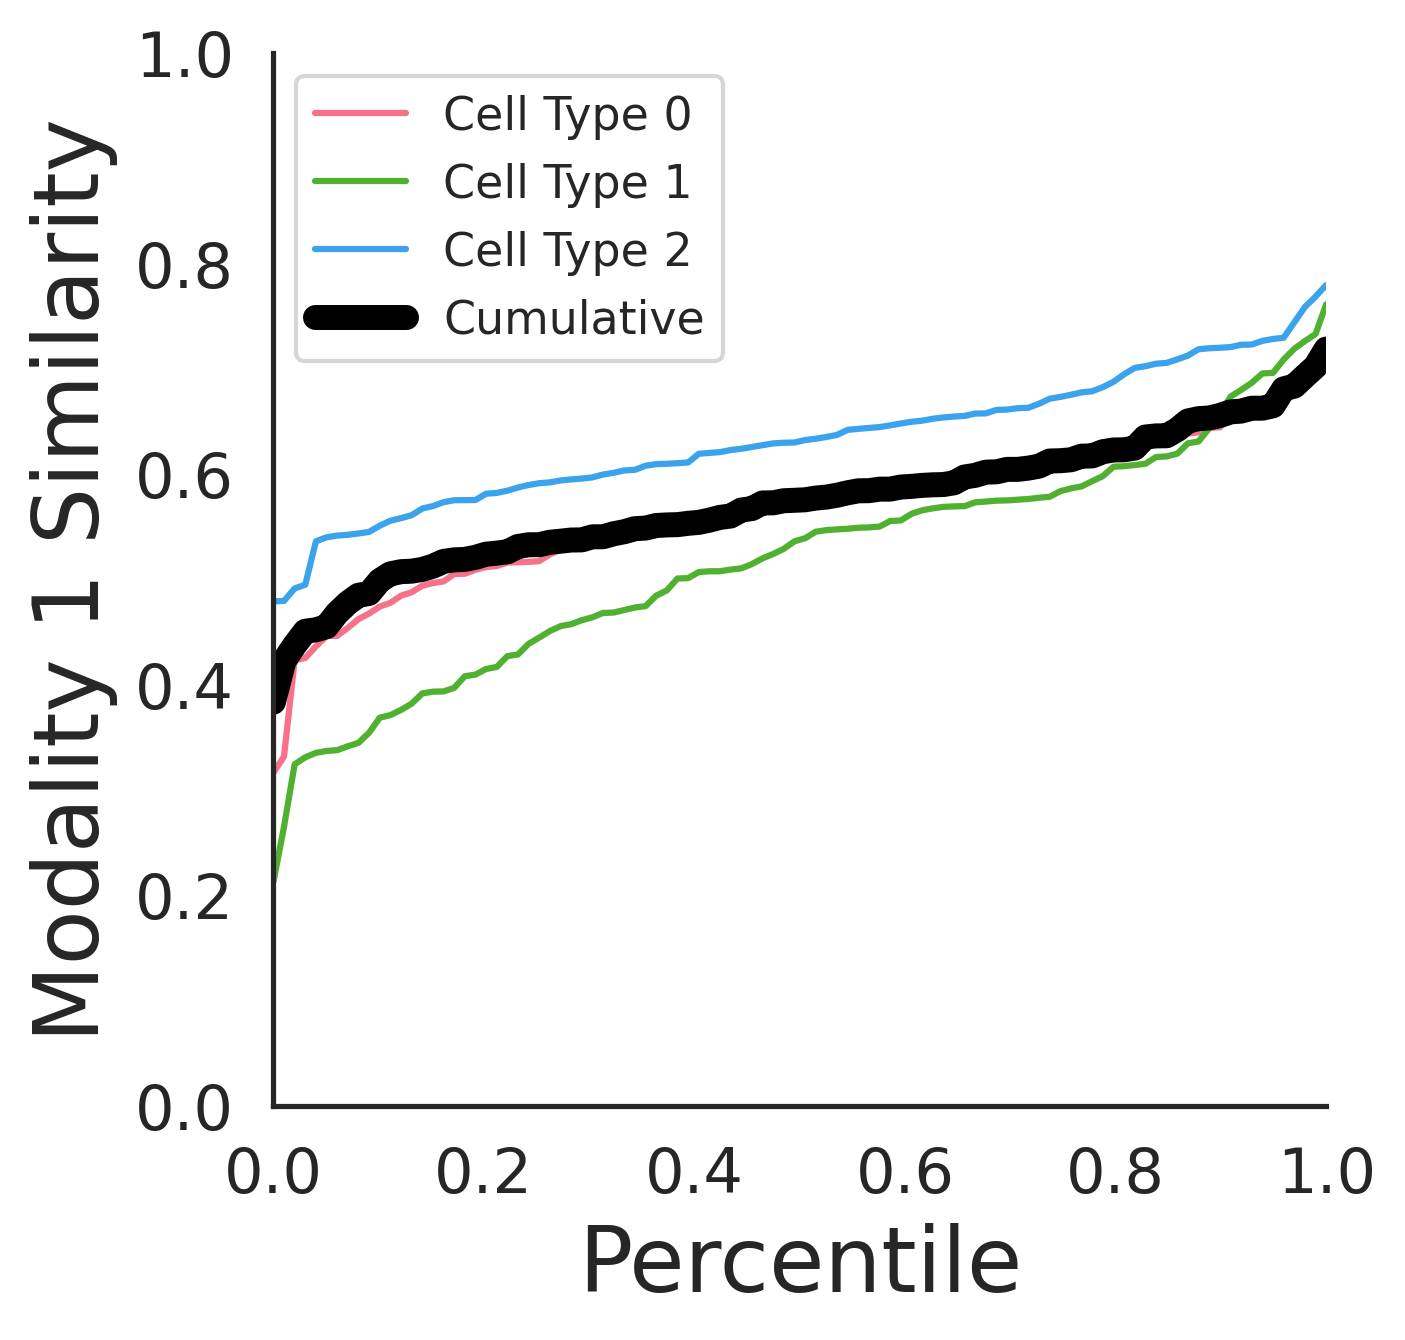 Modality 1 Similarity
1.0
0.8
0.6
0.4
0.2
0.0
Cell Type 0
Cell Type 1
Cell Type 2
Cumulative
0.0 0.2 0.4 0.6 0.8 1.0
Percentile